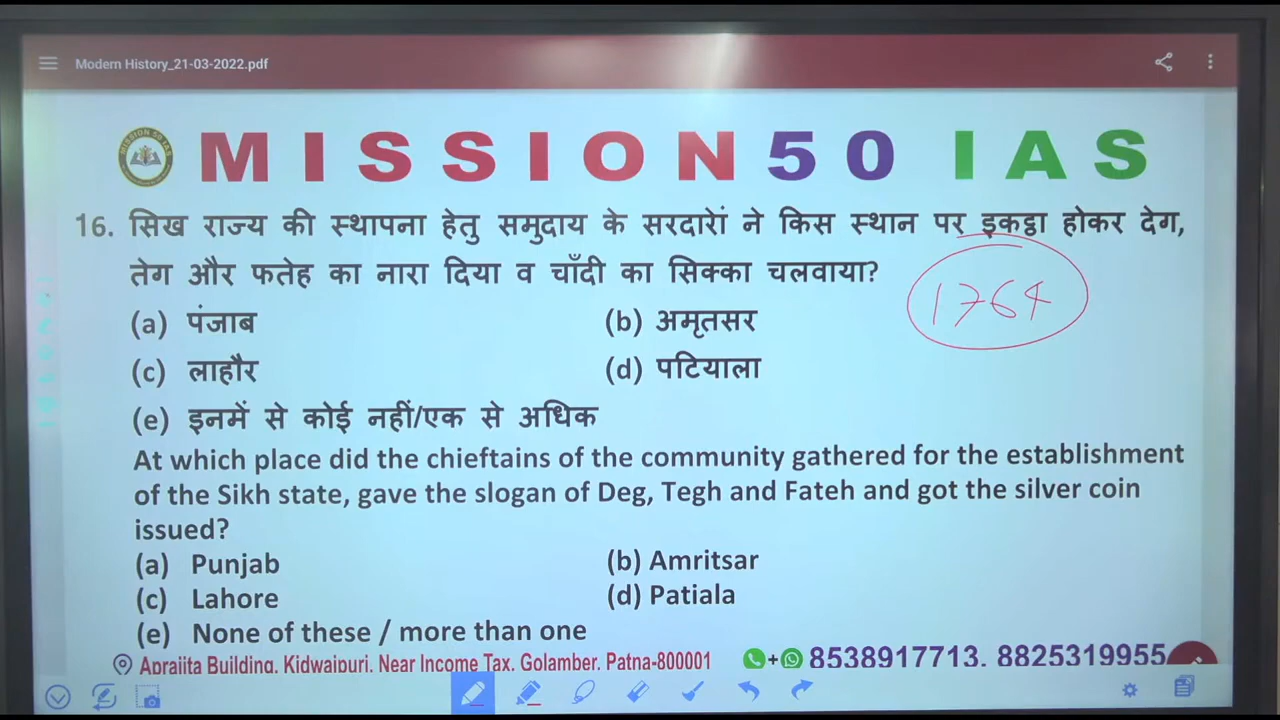 Modern History_21-03-2022.pdf
MISSION 50 IAS
16. सिख राज्य की स्थापना हेतु समुदाय के सरदारों ने किस स्थान पर इकट्ठा होकर देग,
तेग और फतेह का नारा दिया व चाँदी का सिक्का चलवाया?
1764
(a) पंजाब (b) अमृतसर
(c) लाहौर (d) पटियाला
(e) इनमें से कोई नहीं/एक से अधिक
At which place did the chieftains of the community gathered for the establishment
of the Sikh state, gave the slogan of Deg, Tegh and Fateh and got the silver coin
issued?
(a) Punjab (b) Amritsar
(c) Lahore (d) Patiala
(e) None of these / more than one
Aprajita Building, Kidwaipuri, Near Income Tax, Golamber, Patna-800001 + 8538917713, 8825319955